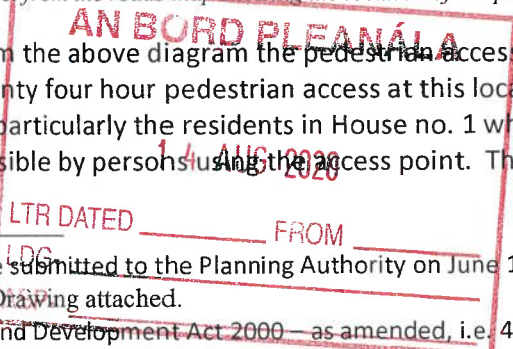 AN BORD PLEANÁLA
the above diagram the pedestrian access
nty four hour pedestrian access at this loca
particularly the residents in House no. 1 wh
sible by persons using the access point. Th
14 AUG 2020
LTR DATED FROM
LDG-
submitted to the Planning Authority on June 1
Drawing attached.
nd Development Act 2000 – as amended, i.e. 4